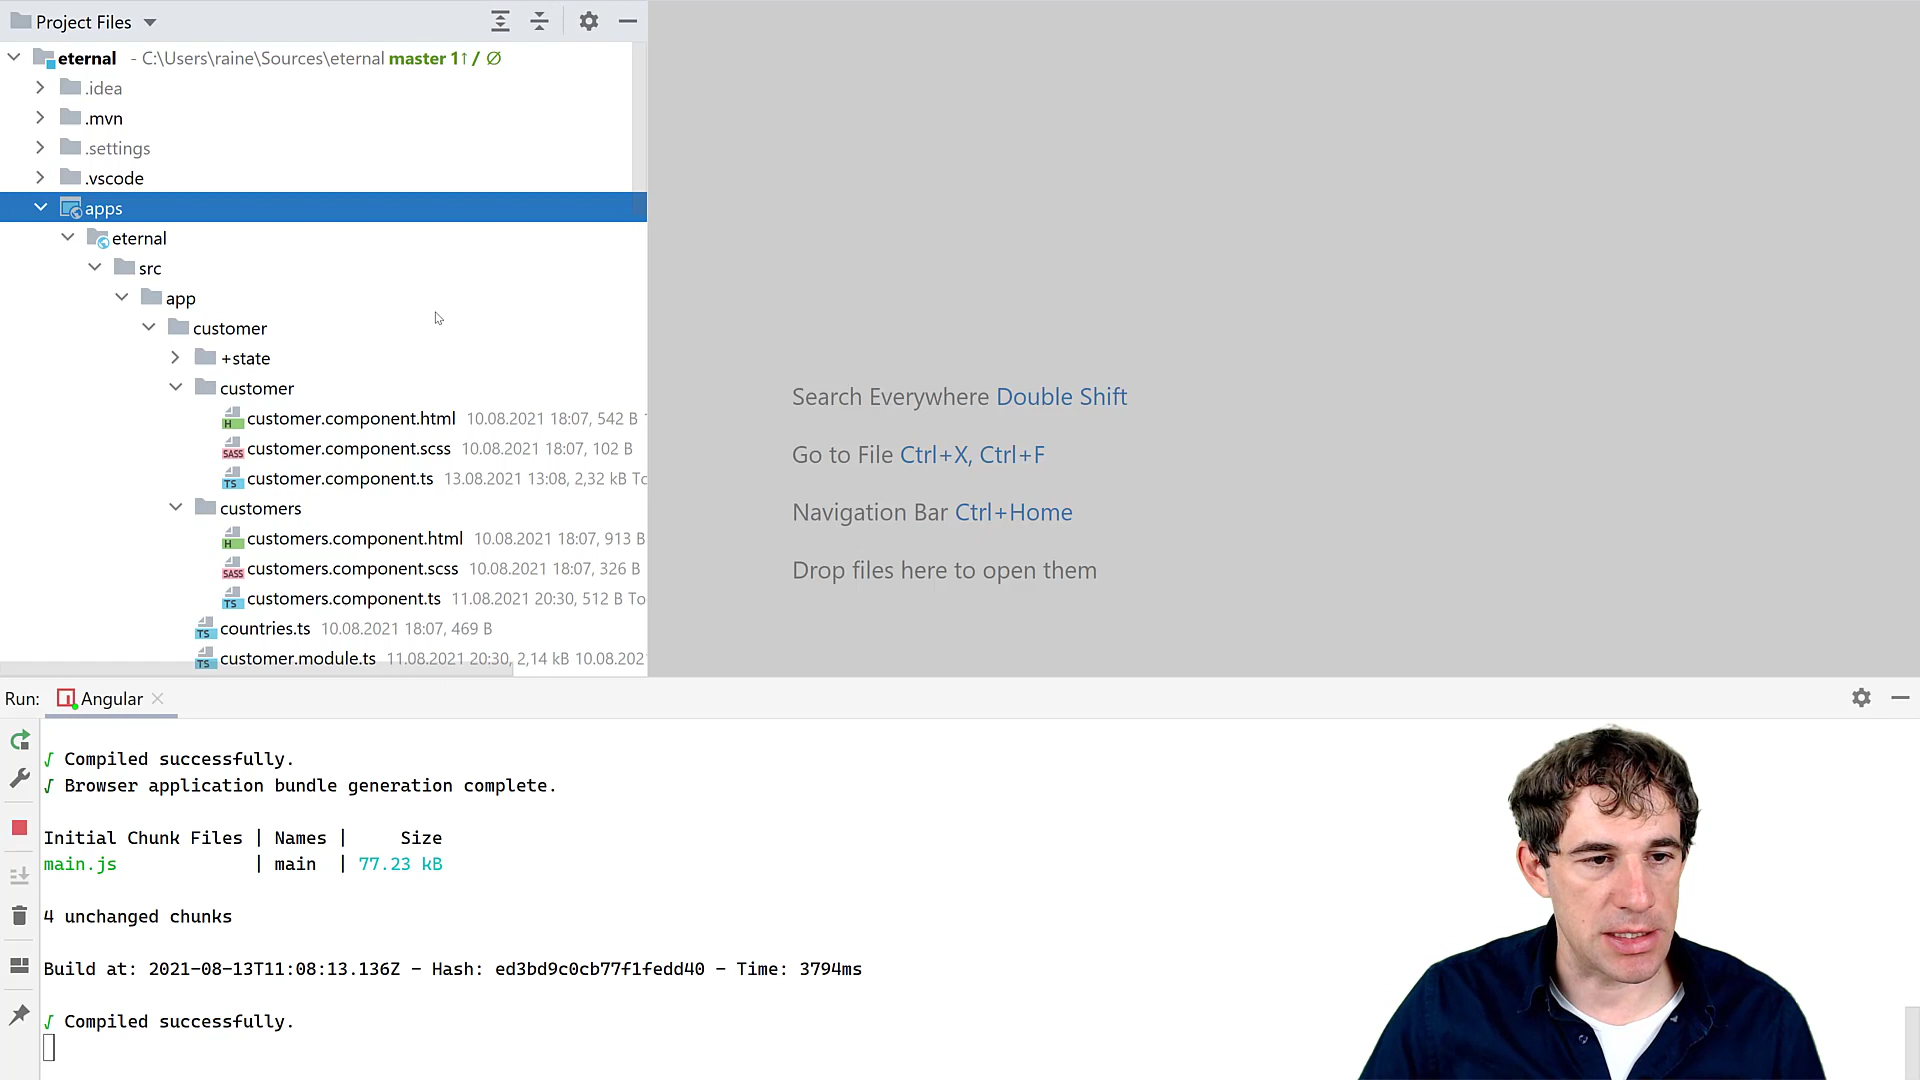 Project Files
eternal - C:\Users\raine\Sources\eternal master 1↑ / ∅
.idea
.mvn
.settings
.vscode
apps
eternal
src
app
customer
+state
customer
customer.component.html 10.08.2021 18:07, 542 B
customer.component.scss 10.08.2021 18:07, 102 B
customer.component.ts 13.08.2021 13:08, 2,32 kB To
customers
customers.component.html 10.08.2021 18:07, 913 B
customers.component.scss 10.08.2021 18:07, 326 B
customers.component.ts 11.08.2021 20:30, 512 B To
countries.ts 10.08.2021 18:07, 469 B
customer.module.ts 11.08.2021 20:30, 2,14 kB 10.08.202
Search Everywhere Double Shift
Go to File Ctrl+X, Ctrl+F
Navigation Bar Ctrl+Home
Drop files here to open them
Run: Angular
√ Compiled successfully.
√ Browser application bundle generation complete.
Initial Chunk Files | Names | Size
main.js | main | 77.23 kB
4 unchanged chunks
Build at: 2021-08-13T11:08:13.136Z - Hash: ed3bd9c0cb77f1fedd40 - Time: 3794ms
√ Compiled successfully.